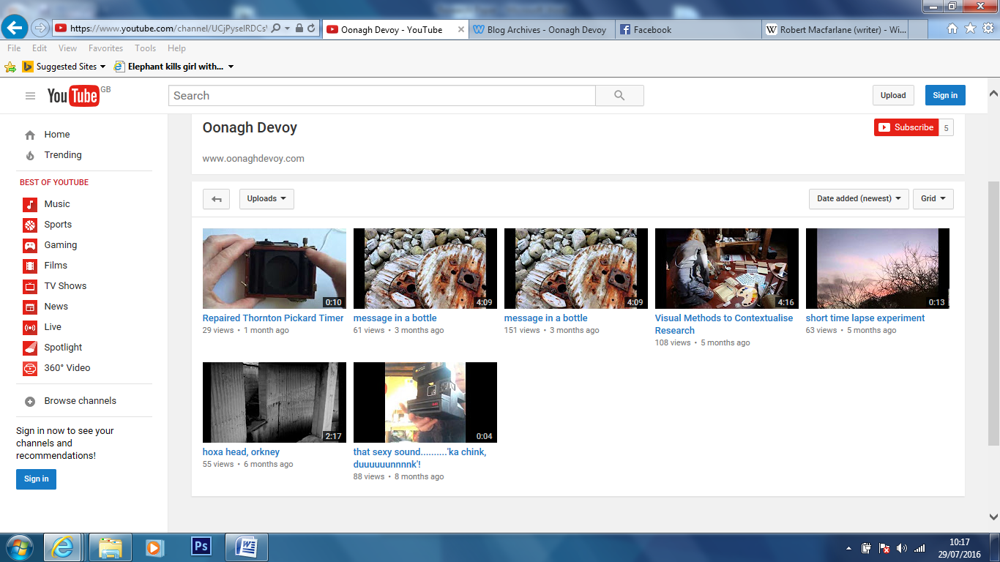 https://www.youtube.com/channel/UCjPyselRDCs
Oonagh Devoy - YouTube
Blog Archives - Oonagh Devoy
Facebook
W Robert Macfarlane (writer) - Wi...
File Edit View Favorites Tools Help
Suggested Sites
Elephant kills girl with...
YouTube GB
Search
Upload
Sign in
Home
Trending
BEST OF YOUTUBE
Music
Sports
Gaming
Films
TV Shows
News
Live
Spotlight
360° Video
Browse channels
Sign in now to see your
channels and
recommendations!
Sign in
Oonagh Devoy
Subscribe 5
www.oonaghdevoy.com
Uploads
Date added (newest)
Grid
0:10
Repaired Thornton Pickard Timer
29 views • 1 month ago
4:09
message in a bottle
61 views • 3 months ago
4:09
message in a bottle
151 views • 3 months ago
4:16
Visual Methods to Contextualise
Research
108 views • 5 months ago
0:13
short time lapse experiment
63 views • 5 months ago
2:17
hoxa head, orkney
55 views • 6 months ago
0:04
that sexy sound..........'ka chink,
duuuuuunnnnk'!
88 views • 8 months ago
Ps
W
10:17
29/07/2016